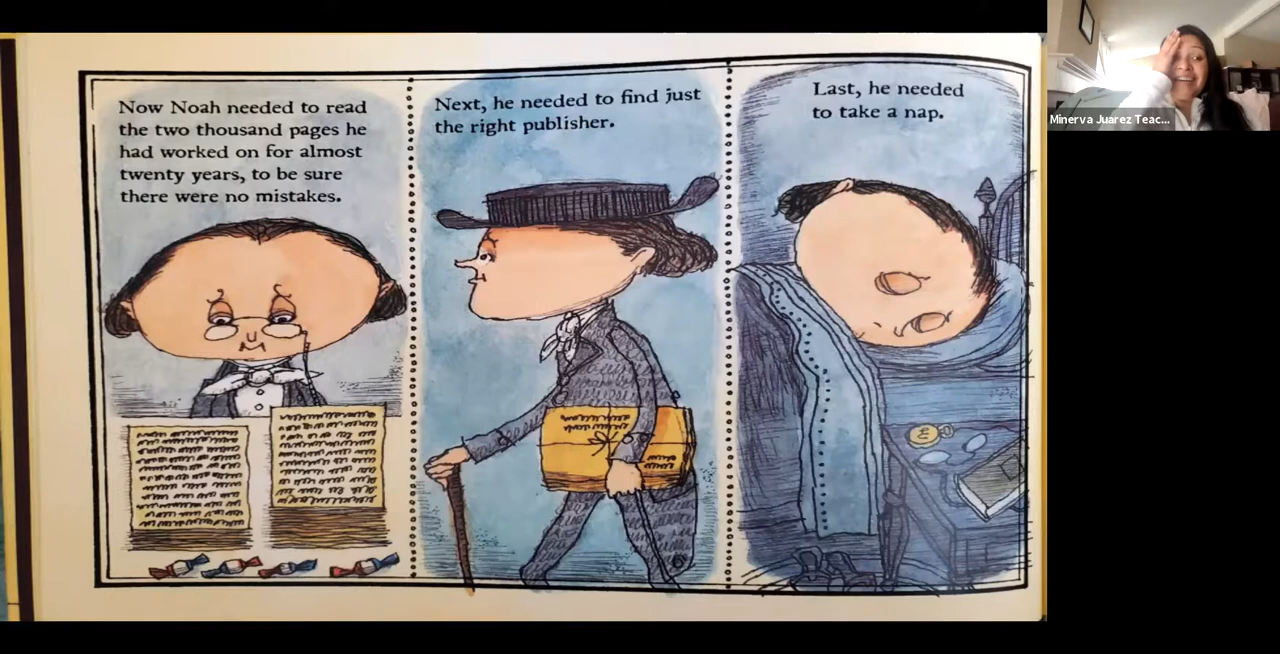 Now Noah needed to read
the two thousand pages he
had worked on for almost
twenty years, to be sure
there were no mistakes.
Next, he needed to find just
the right publisher.
Last, he needed
to take a nap.
Minerva Juarez Teac...